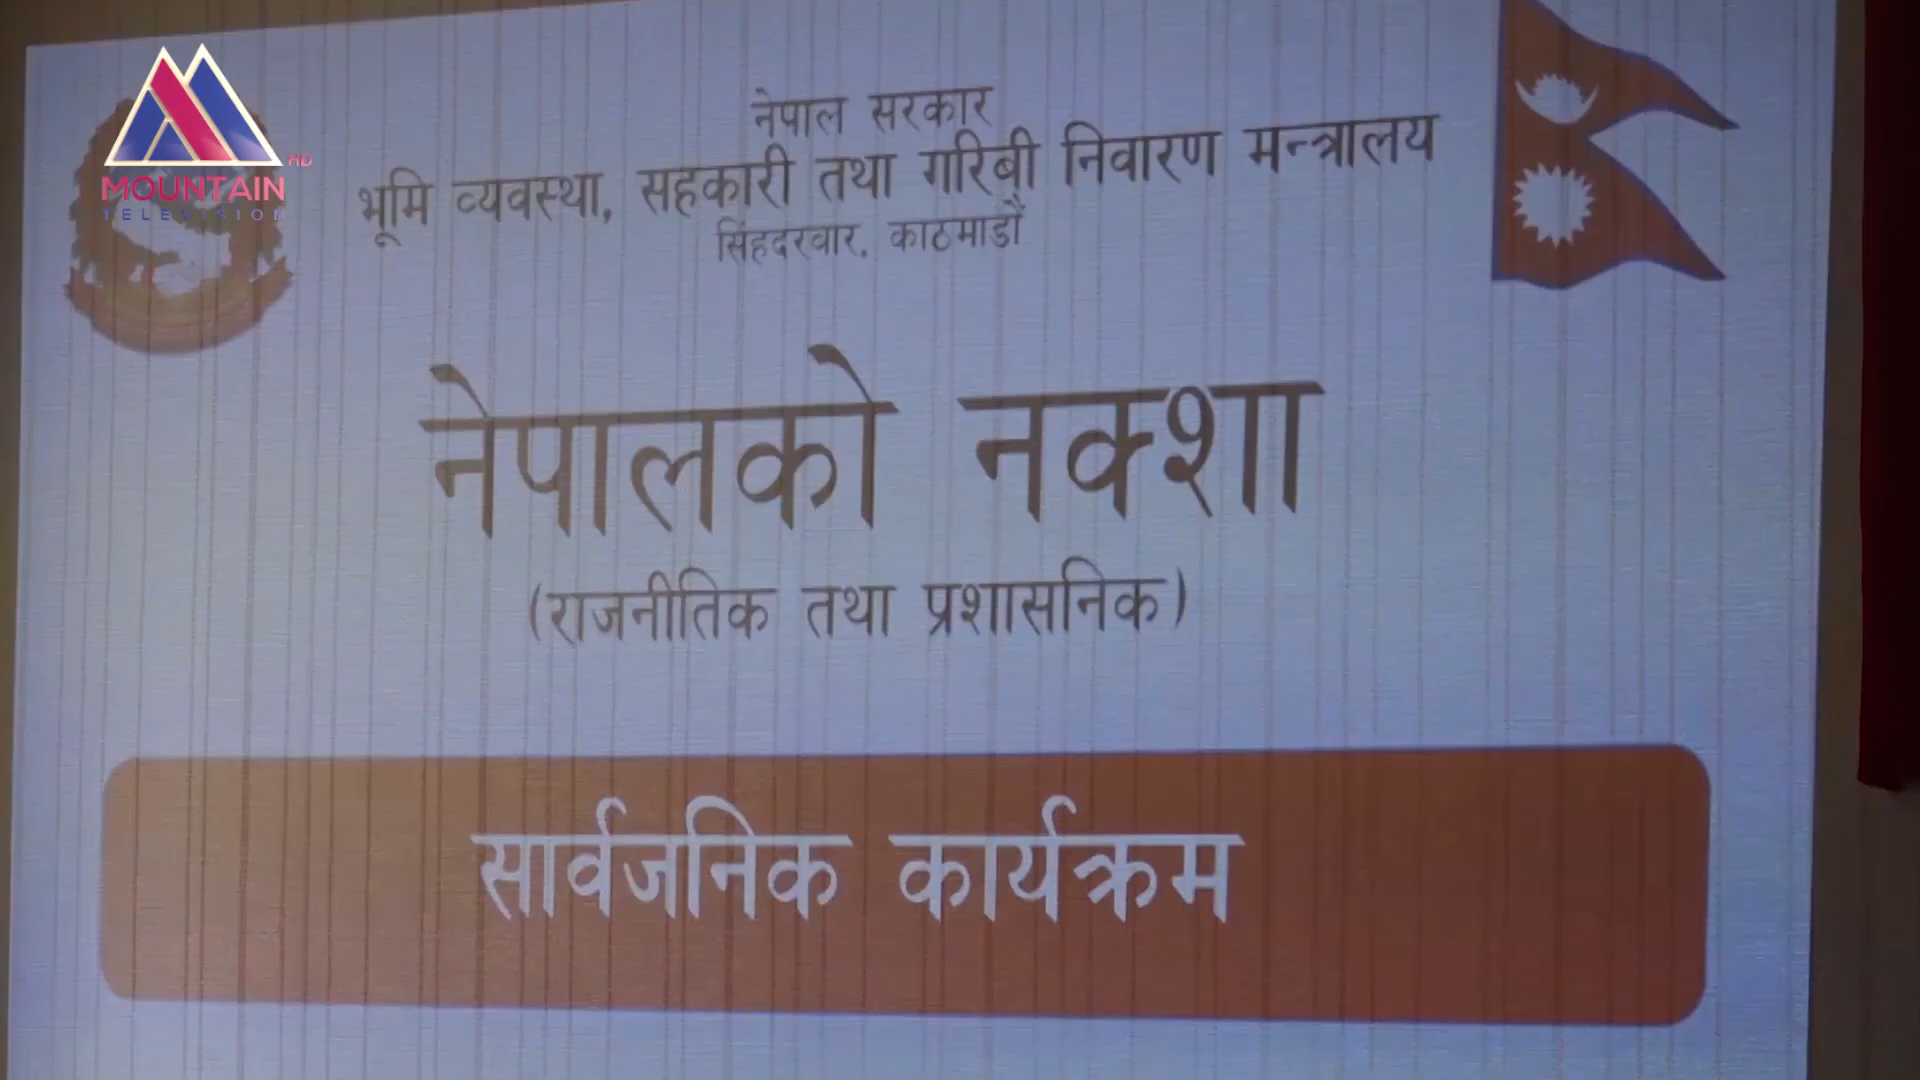 MOUNTAIN HD
TELEVISION
नेपाल सरकार
भूमि व्यवस्था, सहकारी तथा गरिबी निवारण मन्त्रालय
सिंहदरवार, काठमाडौं
नेपालको नक्शा
(राजनीतिक तथा प्रशासनिक)
सार्वजनिक कार्यक्रम